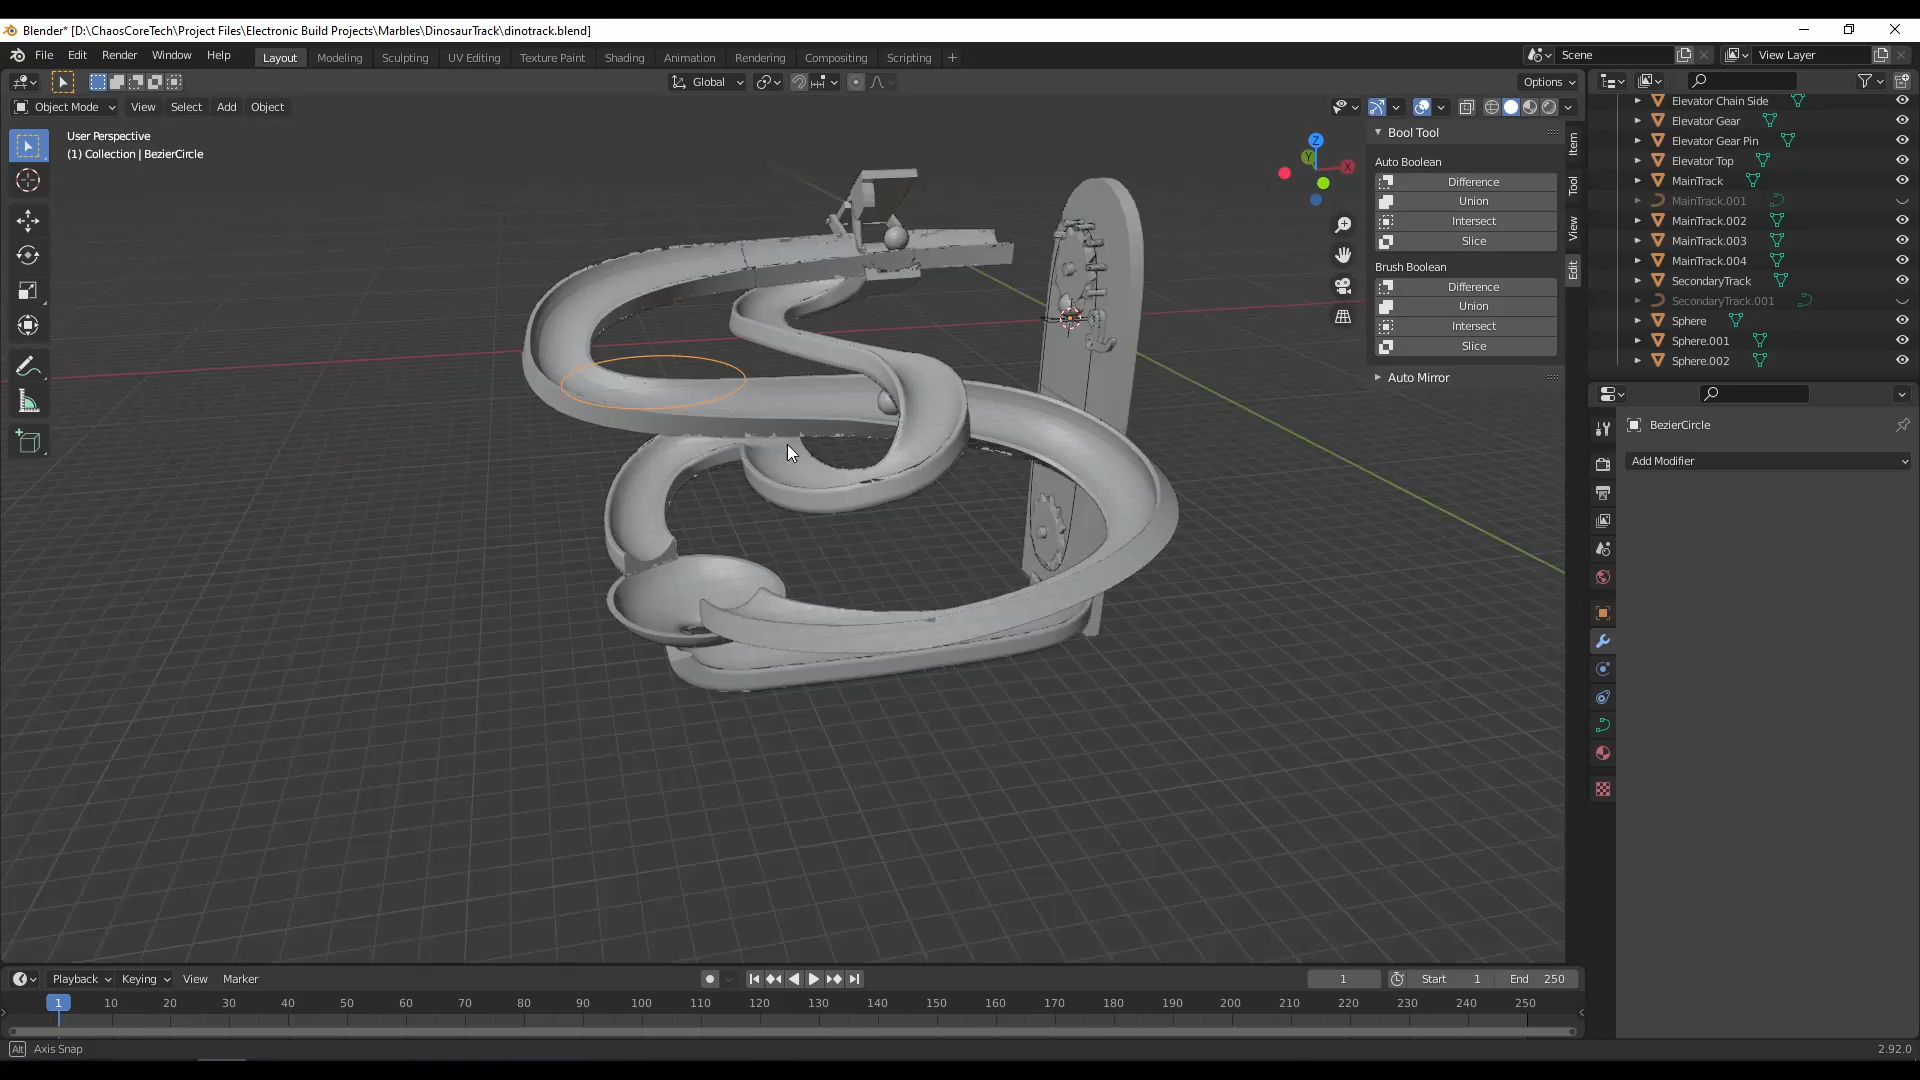 Blender* [D:\ChaosCoreTech\Project Files\Electronic Build Projects\Marbles\DinosaurTrack\dinotrack.blend]
File Edit Render Window Help Layout Modeling Sculpting UV Editing Texture Paint Shading Animation Rendering Compositing Scripting + Scene View Layer
Global Options
Object Mode View Select Add Object
User Perspective
(1) Collection | BezierCircle
Z
Y
X
Bool Tool
Auto Boolean
Difference
Union
Intersect
Slice
Brush Boolean
Difference
Union
Intersect
Slice
Auto Mirror
Item
Tool
View
Edit
Elevator Chain Side
Elevator Gear
Elevator Gear Pin
Elevator Top
MainTrack
MainTrack.001
MainTrack.002
MainTrack.003
MainTrack.004
SecondaryTrack
SecondaryTrack.001
Sphere
Sphere.001
Sphere.002
BezierCircle
Add Modifier
Playback Keying View Marker 1 Start 1 End 250
1 10 20 30 40 50 60 70 80 90 100 110 120 130 140 150 160 170 180 190 200 210 220 230 240 250
Alt Axis Snap 2.92.0